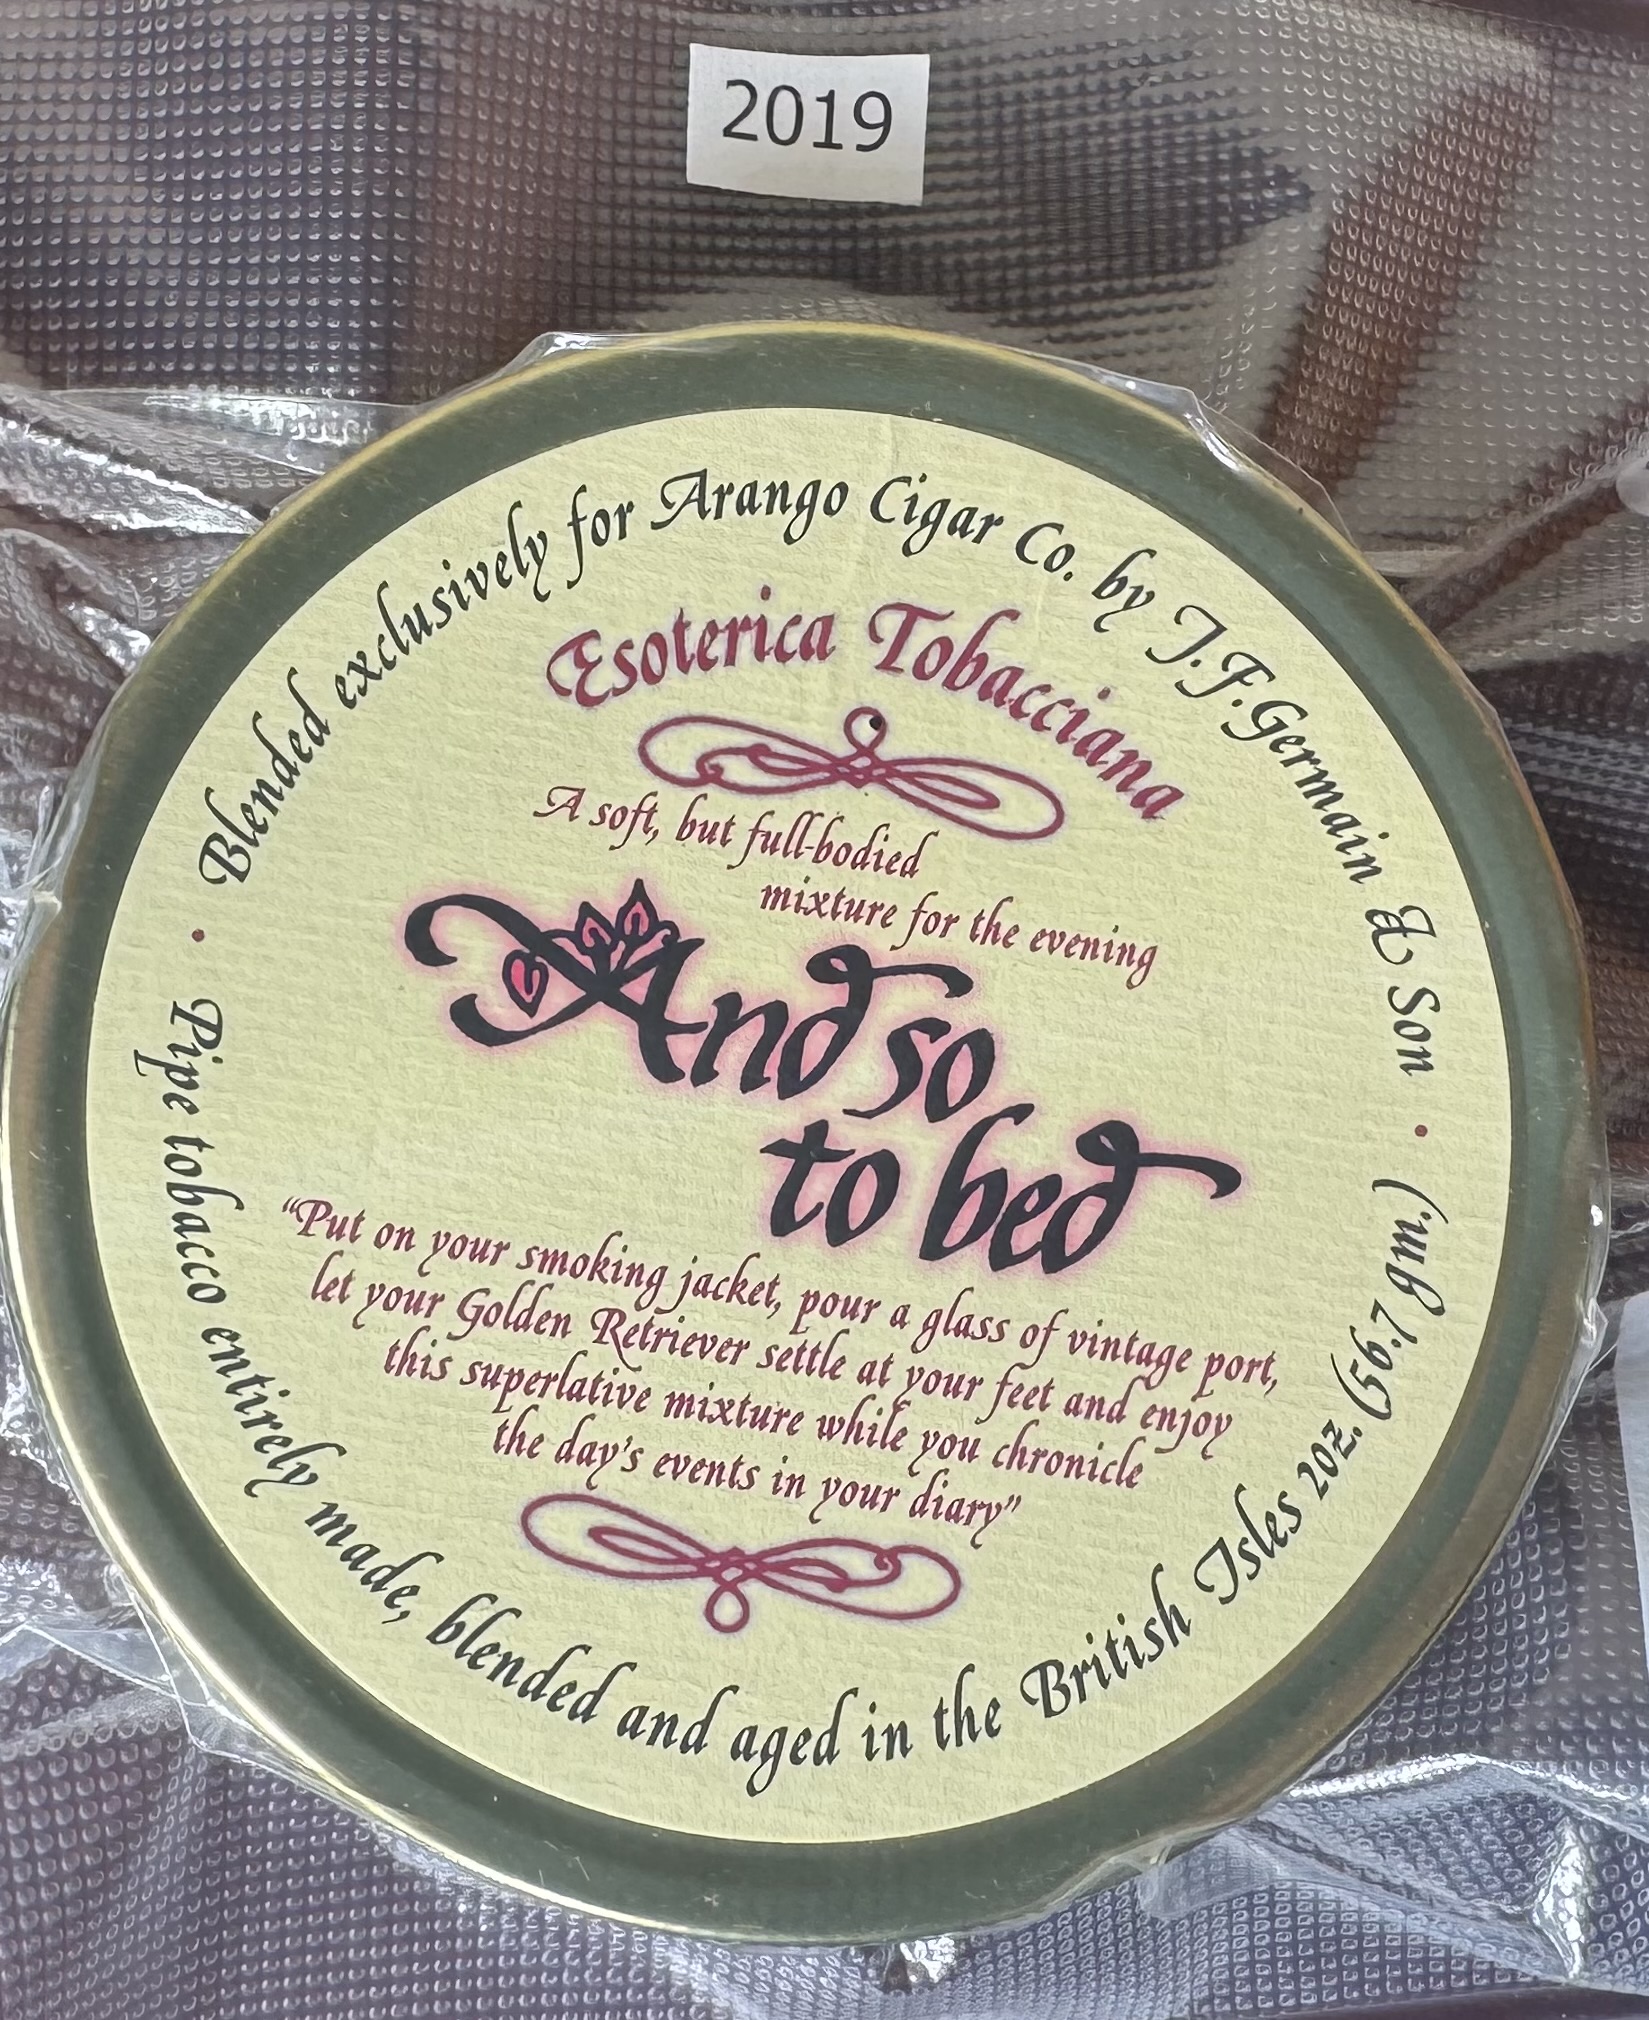 2019
Blended exclusively for Arango Cigar Co. by J.F.Germain & Son
Esoterica Tobacciana
A soft, but full-bodied
mixture for the evening
And so
to bed
“Put on your smoking jacket, pour a glass of vintage port,
let your Golden Retriever settle at your feet and enjoy
this superlative mixture while you chronicle
the day's events in your diary”
Pipe tobacco entirely made, blended and aged in the British Isles 2oz. (56.7 gm.)